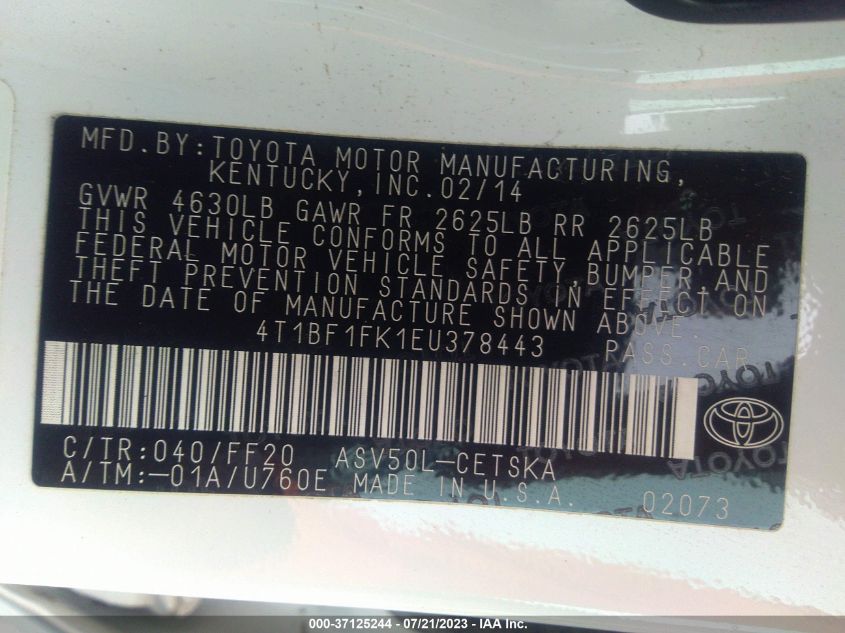 MFD.BY:TOYOTA MOTOR MANUFACTURING,
KENTUCKY,INC.02/14
GVWR 4630LB GAWR FR 2625LB RR 2625LB
THIS VEHICLE CONFORMS TO ALL APPLICABLE
FEDERAL MOTOR VEHICLE SAFETY,BUMPER,AND
THEFT PREVENTION STANDARDS IN EFFECT ON
THE DATE OF MANUFACTURE SHOWN ABOVE.
4T1BF1FK1EU378443 PASS.CAR
C/TR:040/FF20 ASV50L-CETSKA
A/TM:-01A/U760E MADE IN U.S.A. 02073
000-37125244 - 07/21/2023 - IAA Inc.